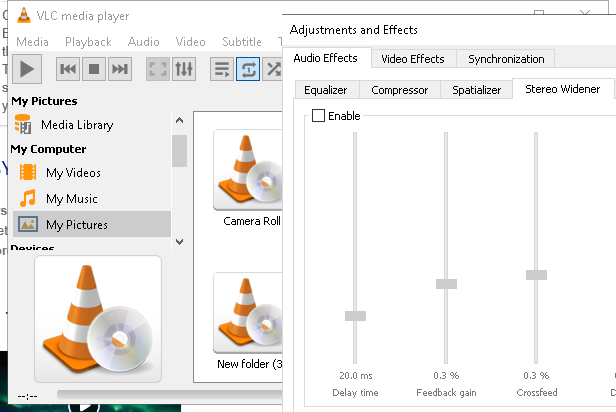 VLC media player
Media Playback Audio Video Subtitle
My Pictures
Media Library
My Computer
My Videos
My Music
My Pictures
Devices
Camera Roll
New folder (3
--:--
Adjustments and Effects
Audio Effects Video Effects Synchronization
Equalizer Compressor Spatializer Stereo Widener
Enable
20.0 ms 0.3 % 0.3 %
Delay time Feedback gain Crossfeed